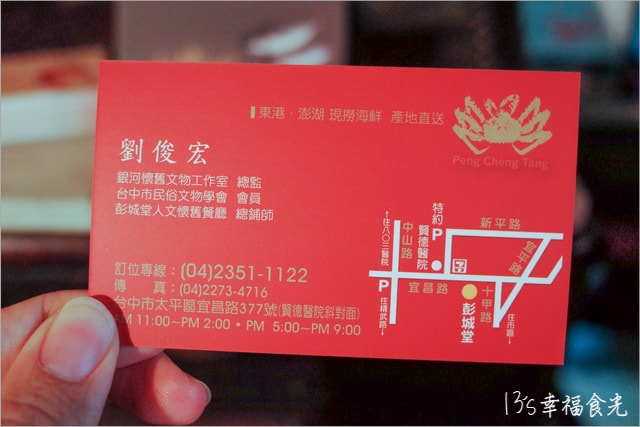 東港．澎湖 現撈海鮮 產地直送
Peng Cheng Tang
劉俊宏
銀河懷舊文物工作室 總監
台中市民俗文物學會 會員
彭城堂人文懷舊餐廳 總鋪師
訂位專線：(04)2351-1122
傳 真：(04)2273-4716
台中市太平區宜昌路377號(賢德醫院斜對面)
AM 11:00~PM 2:00・PM 5:00~PM 9:00
往八〇三醫院
中山路
特約
P
賢德醫院
新平路
宜平路
7
宜昌路
P
往精武路
彭城堂
十甲路
往市區
13's幸福食光